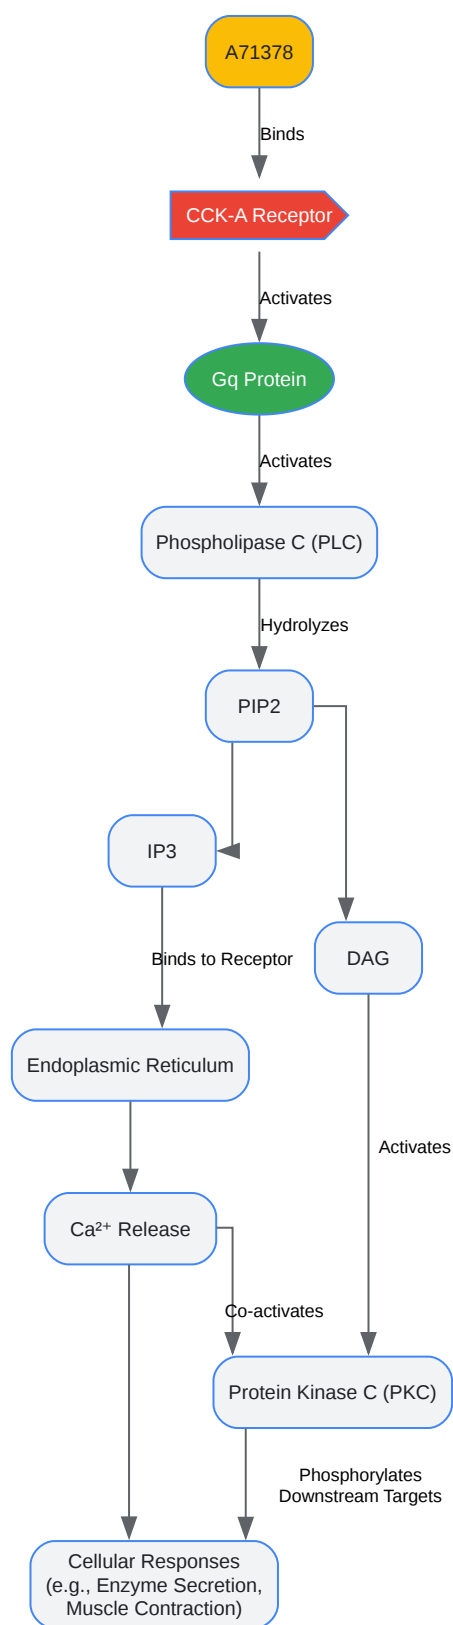 A71378
Binds
CCK-A Receptor
Activates
Gq Protein
Activates
Phospholipase C (PLC)
Hydrolyzes
PIP2
IP3
DAG
Binds to Receptor
Endoplasmic Reticulum
Activates
Ca²⁺ Release
Co-activates
Protein Kinase C (PKC)
Phosphorylates
Downstream Targets
Cellular Responses
(e.g., Enzyme Secretion,
Muscle Contraction)